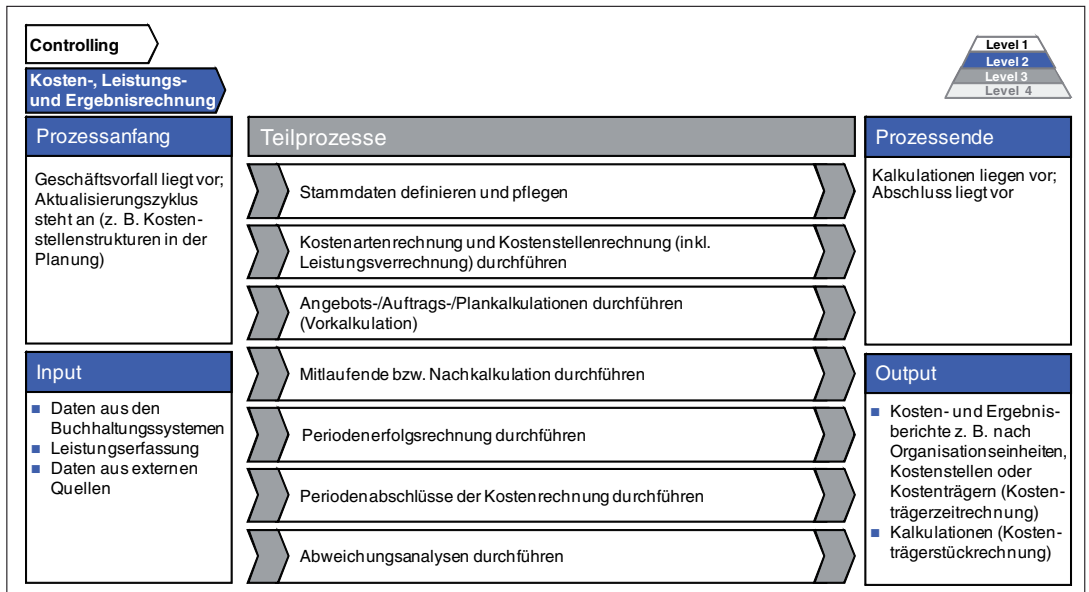 Controlling
Kosten-, Leistungs-
und Ergebnisrechnung
Level 1
Level 2
Level 3
Level 4
Prozessanfang
Geschäftsvorfall liegt vor;
Aktualisierungszyklus
steht an (z. B. Kosten-
stellenstrukturen in der
Planung)
Input
Daten aus den
Buchhaltungssystemen
Leistungserfassung
Daten aus externen
Quellen
Teilprozesse
Stammdaten definieren und pflegen
Kostenartenrechnung und Kostenstellenrechnung (inkl.
Leistungsverrechnung) durchführen
Angebots-/Auftrags-/Plankalkulationen durchführen
(Vorkalkulation)
Mitlaufende bzw. Nachkalkulation durchführen
Periodenerfolgsrechnung durchführen
Periodenabschlüsse der Kostenrechnung durchführen
Abweichungsanalysen durchführen
Prozessende
Kalkulationen liegen vor;
Abschluss liegt vor
Output
Kosten- und Ergebnis-
berichte z. B. nach
Organisationseinheiten,
Kostenstellen oder
Kostenträgern (Kosten-
trägerzeitrechnung)
Kalkulationen (Kosten-
trägerstückrechnung)